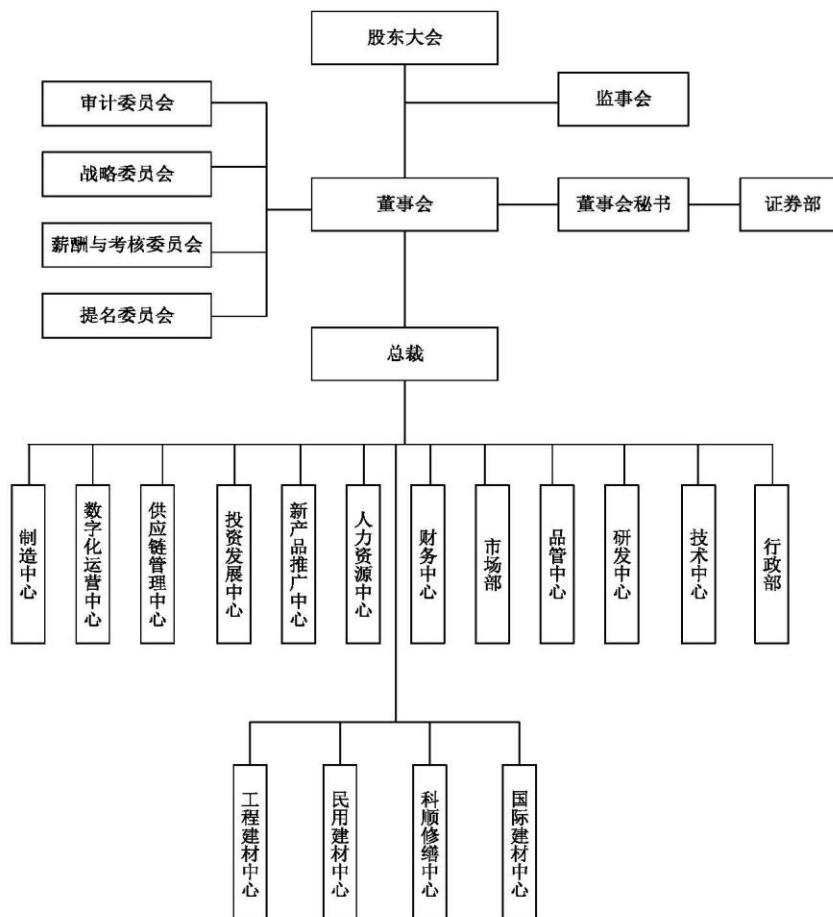 股东大会
监事会
审计委员会
战略委员会
薪酬与考核委员会
提名委员会
董事会
董事会秘书
证券部
总裁
制造中心
数字化运营中心
供应链管理中心
投资发展中心
新产品推广中心
人力资源中心
财务中心
市场部
品管中心
研发中心
技术中心
行政部
工程建材中心
民用建材中心
科顺修缮中心
国际建材中心